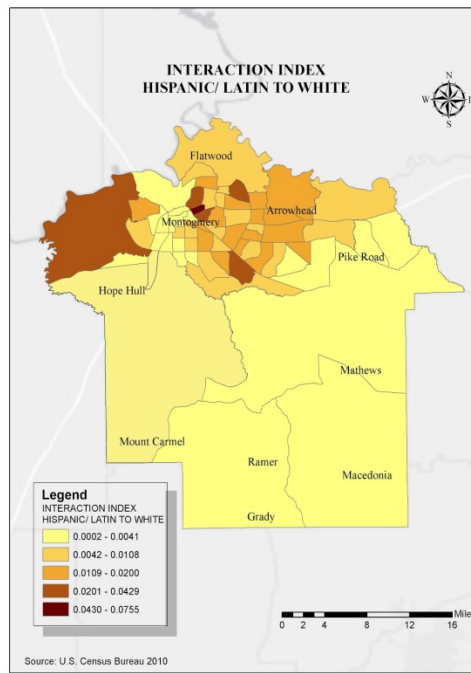 INTERACTION INDEX
HISPANIC/ LATIN TO WHITE
N
W
E
S
Flatwood
Arrowhead
Montogmery
Pike Road
Hope Hull
Mathews
Mount Carmel
Ramer
Macedonia
Grady
Legend
INTERACTION INDEX
HISPANIC/ LATIN TO WHITE
0.0002 - 0.0041
0.0042 - 0.0108
0.0109 - 0.0200
0.0201 - 0.0429
0.0430 - 0.0755
Mile
0 2 4 8 12 16
Source: U.S. Census Bureau 2010